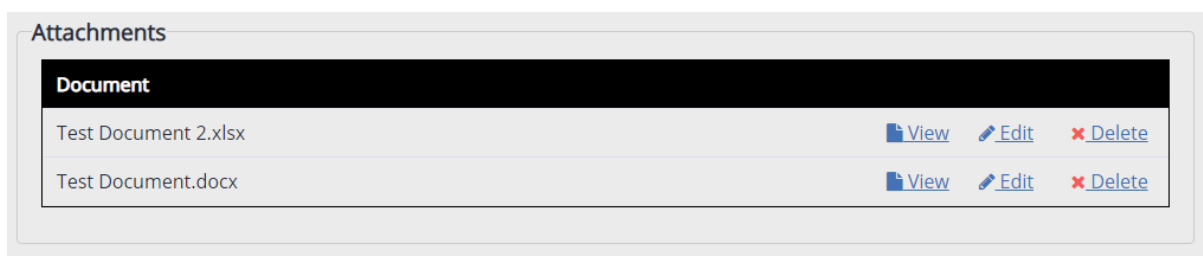 Attachments
Document
Test Document 2.xlsx View Edit Delete
Test Document.docx View Edit Delete